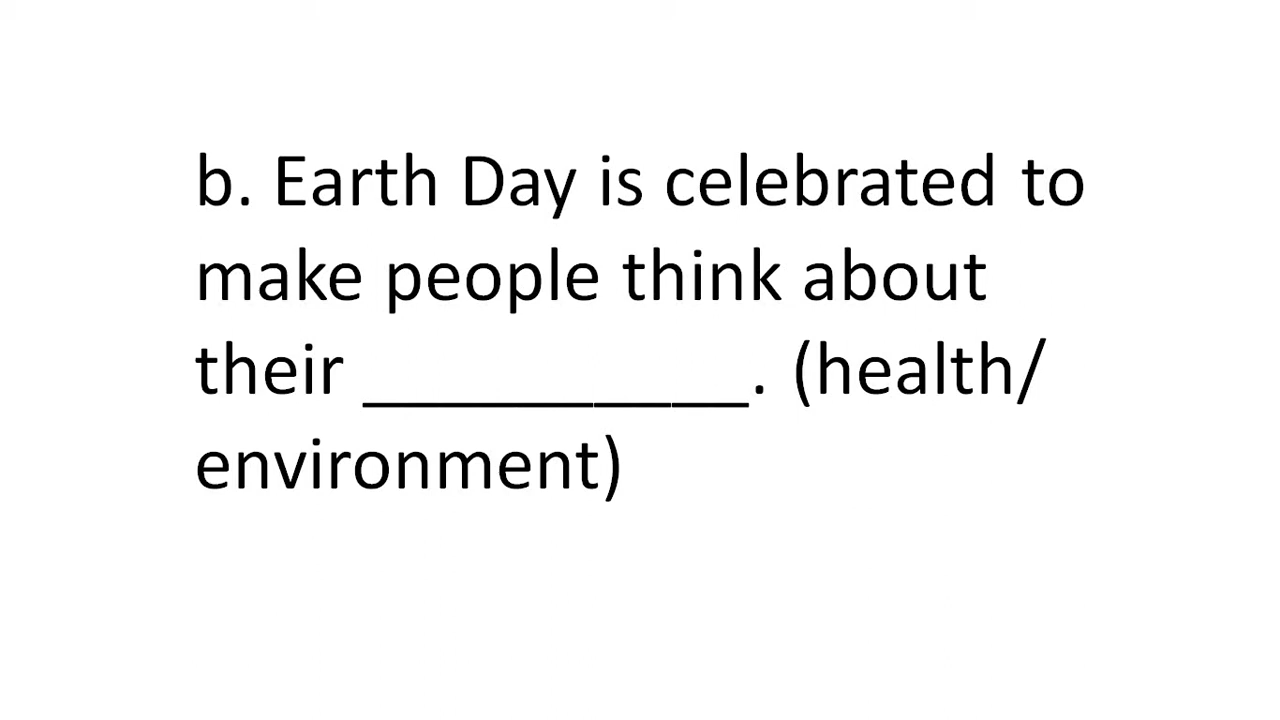 b. Earth Day is celebrated to
make people think about
their ___________. (health/
environment)